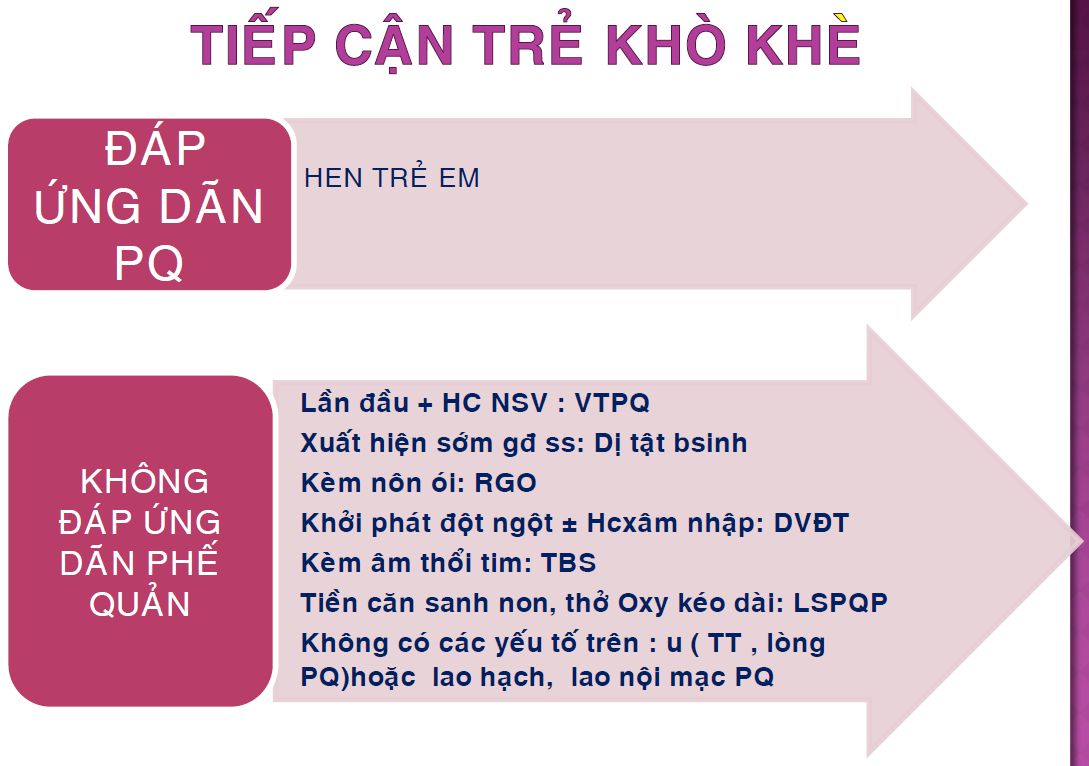 TIẾP CẬN TRẺ KHÒ KHÈ
ĐÁP
ỨNG DÃN
PQ
HEN TRẺ EM
KHÔNG
ĐÁP ỨNG
DÃN PHẾ
QUẢN
Lần đầu + HC NSV : VTPQ
Xuất hiện sớm gđ ss: Dị tật bsinh
Kèm nôn ói: RGO
Khởi phát đột ngột ± Hcxâm nhập: DVĐT
Kèm âm thổi tim: TBS
Tiền căn sanh non, thở Oxy kéo dài: LSPQP
Không có các yếu tố trên : u ( TT , lòng
PQ)hoặc lao hạch, lao nội mạc PQ